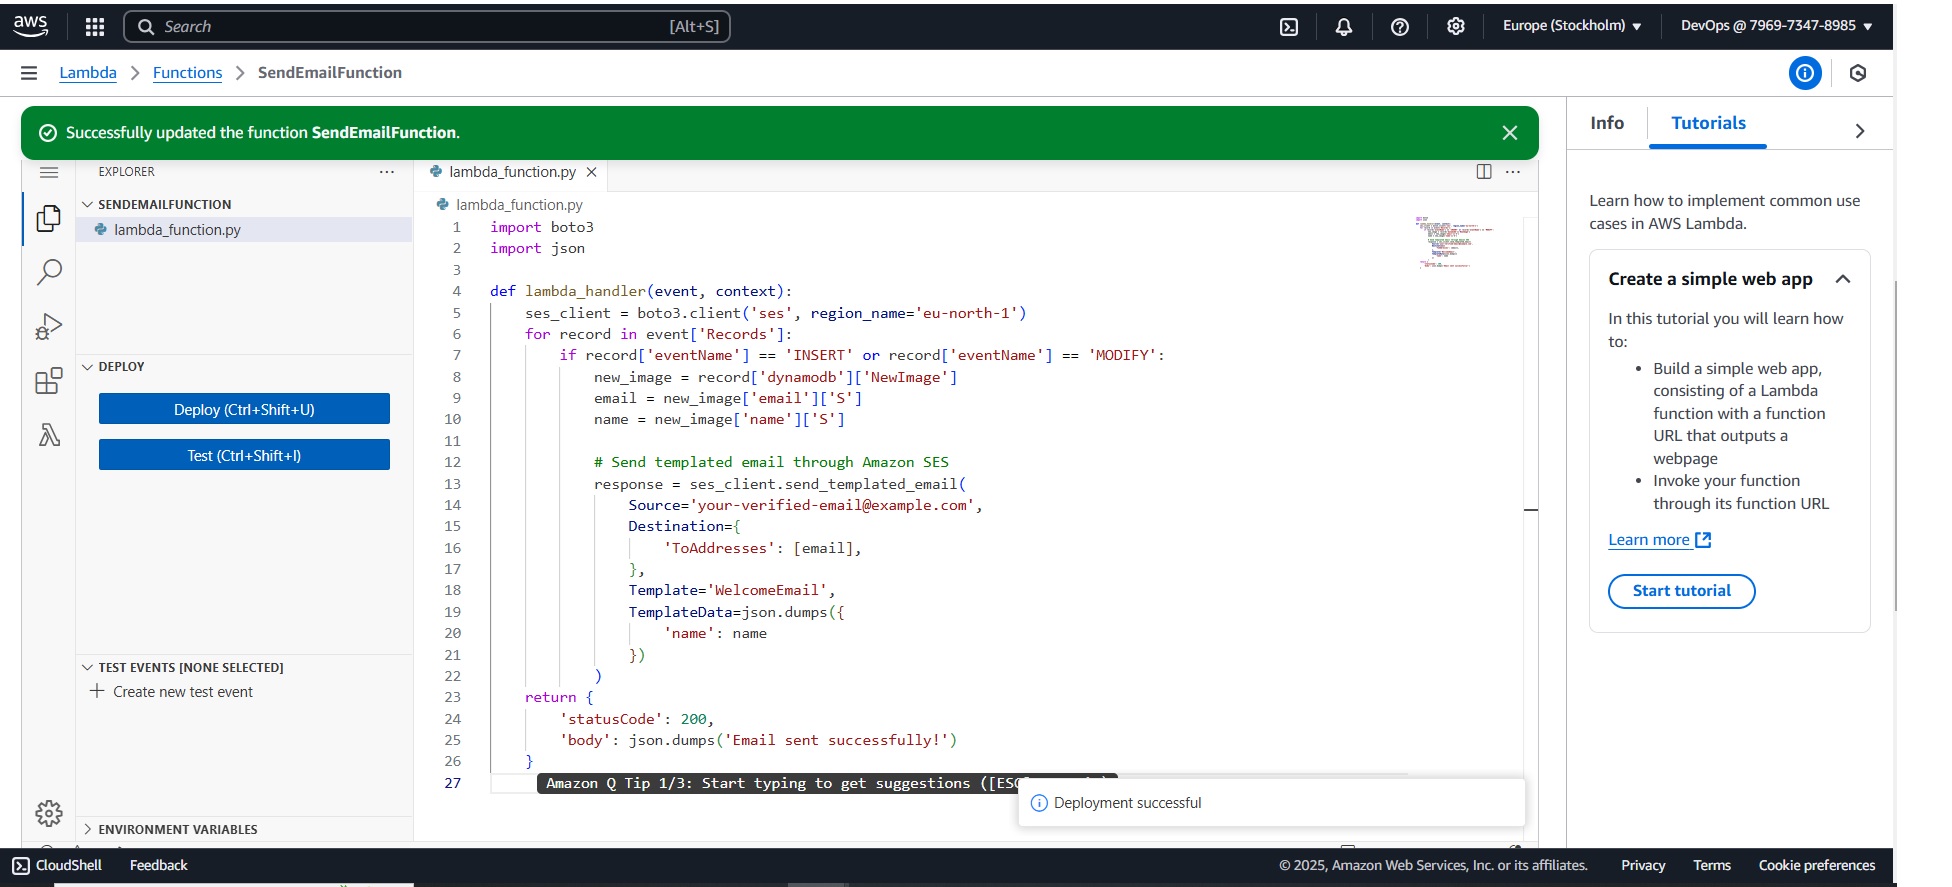 aws
Search [Alt+S]
Europe (Stockholm) ▼
DevOps @ 7969-7347-8985 ▼
Lambda > Functions > SendEmailFunction
Successfully updated the function SendEmailFunction.
EXPLORER
SENDEMAILFUNCTION
lambda_function.py
DEPLOY
Deploy (Ctrl+Shift+U)
Test (Ctrl+Shift+I)
TEST EVENTS [NONE SELECTED]
Create new test event
ENVIRONMENT VARIABLES
lambda_function.py
lambda_function.py
1 import boto3
2 import json
3
4 def lambda_handler(event, context):
5     ses_client = boto3.client('ses', region_name='eu-north-1')
6     for record in event['Records']:
7         if record['eventName'] == 'INSERT' or record['eventName'] == 'MODIFY':
8             new_image = record['dynamodb']['NewImage']
9             email = new_image['email']['S']
10             name = new_image['name']['S']
11
12             # Send templated email through Amazon SES
13             response = ses_client.send_templated_email(
14                 Source='your-verified-email@example.com',
15                 Destination={
16                     'ToAddresses': [email],
17                 },
18                 Template='WelcomeEmail',
19                 TemplateData=json.dumps({
20                     'name': name
21                 })
22             )
23     return {
24         'statusCode': 200,
25         'body': json.dumps('Email sent successfully!')
26     }
27 Amazon Q Tip 1/3: Start typing to get suggestions ([ESC
Deployment successful
Info
Tutorials
Learn how to implement common use
cases in AWS Lambda.
Create a simple web app
In this tutorial you will learn how
to:
• Build a simple web app,
consisting of a Lambda
function with a function
URL that outputs a
webpage
• Invoke your function
through its function URL
Learn more
Start tutorial
CloudShell
Feedback
© 2025, Amazon Web Services, Inc. or its affiliates.
Privacy
Terms
Cookie preferences